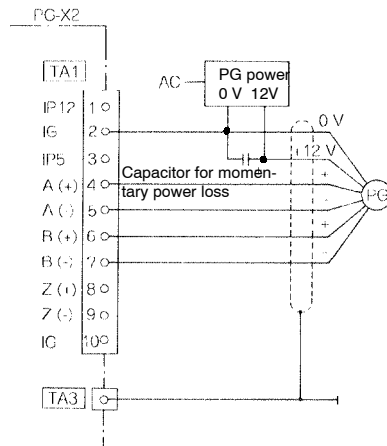 PG-X2
TA1
AC
PG power
0 V 12V
IP12 1
IG 2
0 V
IP5 3
+12 V
Capacitor for momen-
tary power loss
A (+) 4
+
A (-) 5
-
PG
B (+) 6
+
B (-) 7
-
Z (+) 8
Z (-) 9
IG 10
TA3